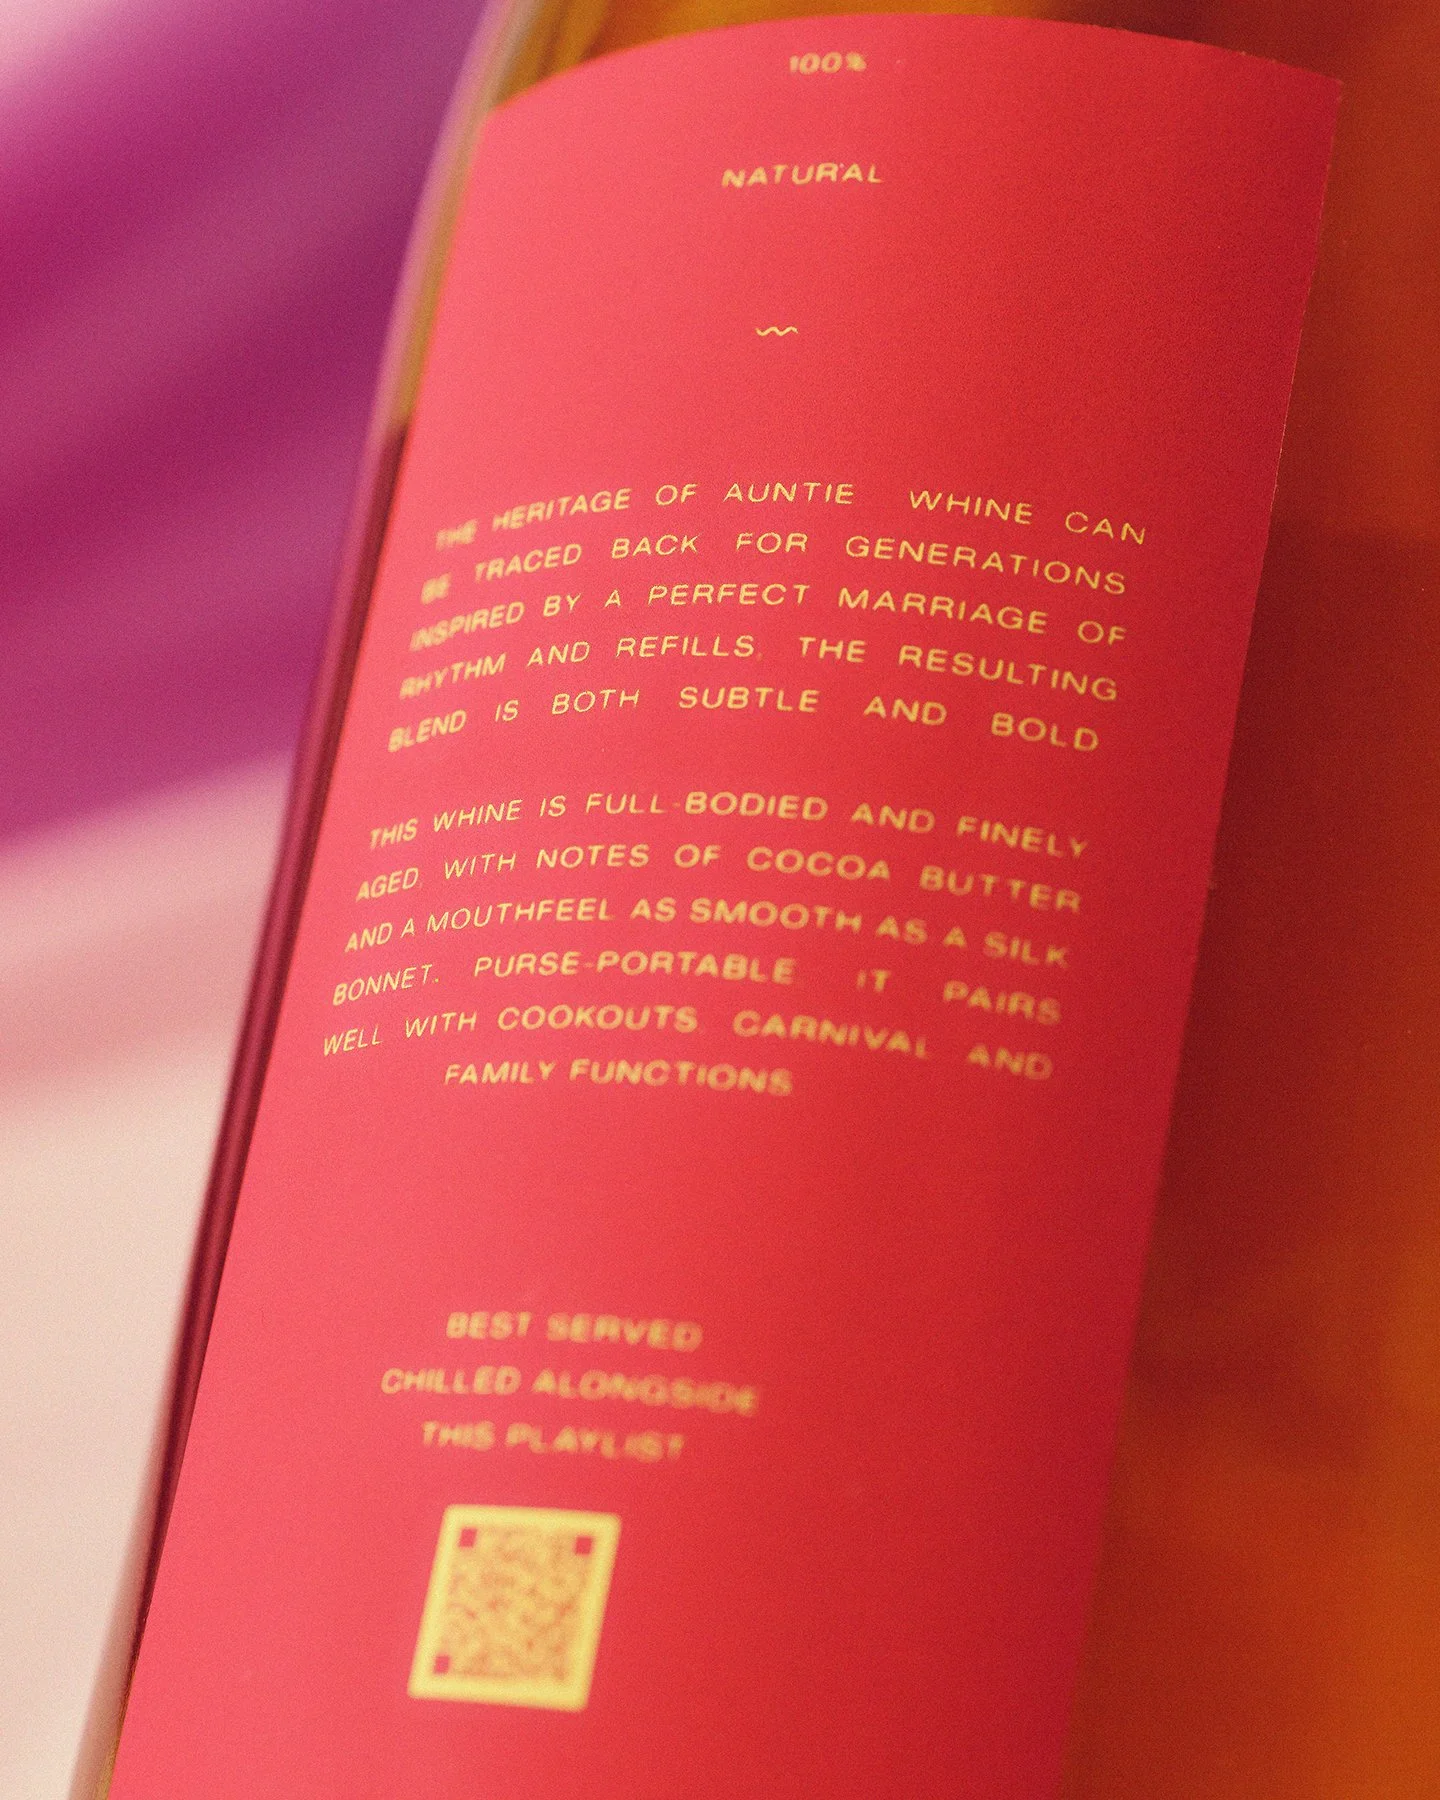 100%
NATURAL
THE HERITAGE OF AUNTIE WHINE CAN
BE TRACED BACK FOR GENERATIONS
INSPIRED BY A PERFECT MARRIAGE OF
RHYTHM AND REFILLS. THE RESULTING
BLEND IS BOTH SUBTLE AND BOLD
THIS WHINE IS FULL-BODIED AND FINELY
AGED, WITH NOTES OF COCOA BUTTER
AND A MOUTHFEEL AS SMOOTH AS A SILK
BONNET. PURSE-PORTABLE IT PAIRS
WELL WITH COOKOUTS, CARNIVAL AND
FAMILY FUNCTIONS
BEST SERVED
CHILLED ALONGSIDE
THIS PLAYLIST